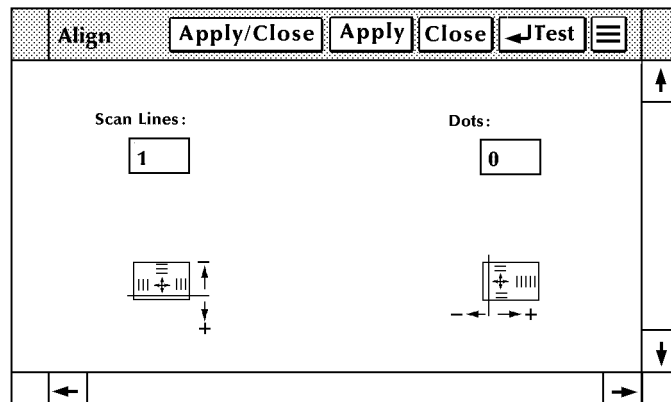 Align Apply/Close Apply Close Test
Scan Lines: Dots:
1 0
− +
− +